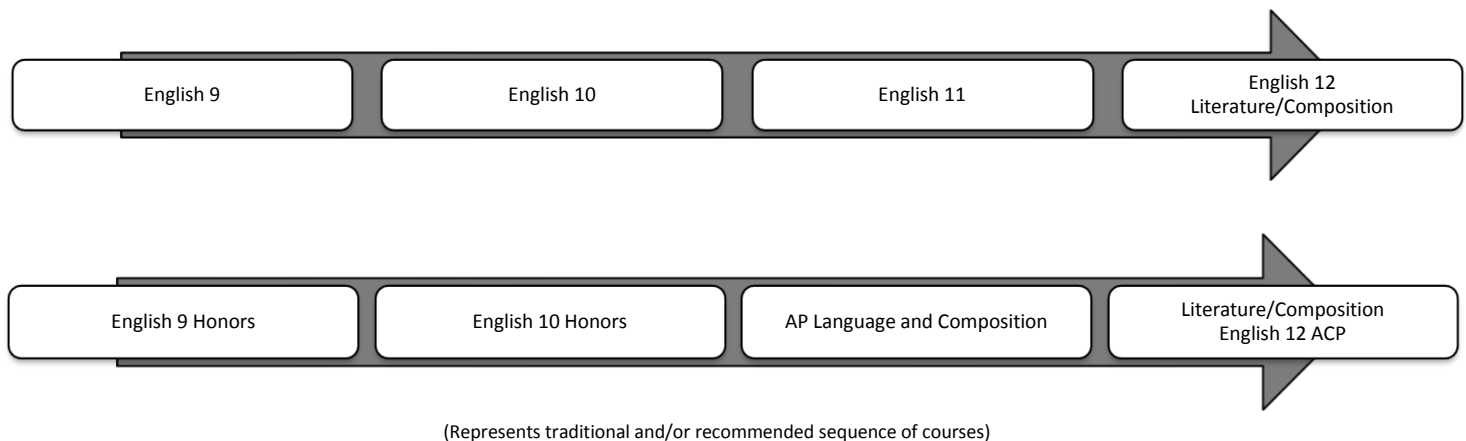 English 9
English 10
English 11
English 12
Literature/Composition
English 9 Honors
English 10 Honors
AP Language and Composition
Literature/Composition
English 12 ACP
(Represents traditional and/or recommended sequence of courses)